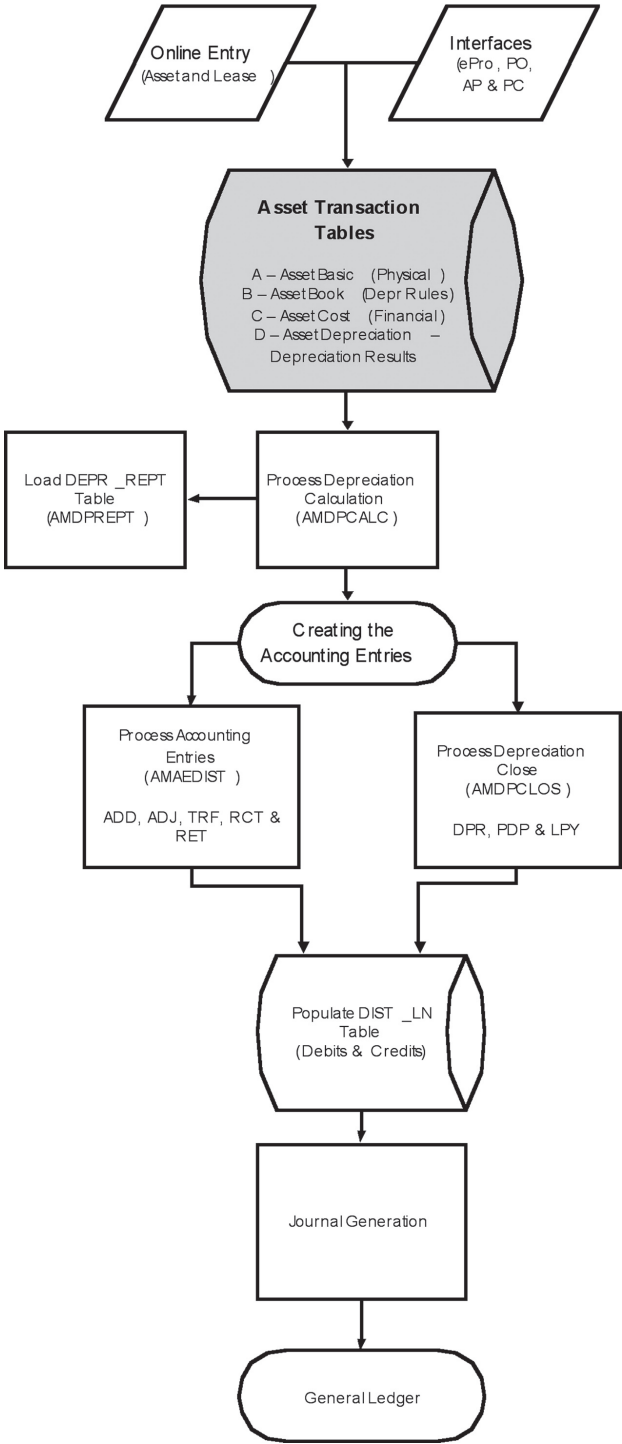 Online Entry
(Asset and Lease )
Interfaces
(ePro , PO,
AP & PC
Asset Transaction
Tables
A – Asset Basic (Physical )
B – Asset Book (Depr Rules)
C – Asset Cost (Financial )
D – Asset Depreciation –
Depreciation Results
Load DEPR _REPT
Table
(AMDPREPT )
Process Depreciation
Calculation
(AMDPCALC )
Creating the
Accounting Entries
Process Accounting
Entries
(AMAEDIST )
ADD, ADJ, TRF, RCT &
RET
Process Depreciation
Close
(AMDPCLOS )
DPR, PDP & LPY
Populate DIST _LN
Table
(Debits & Credits)
Journal Generation
General Ledger